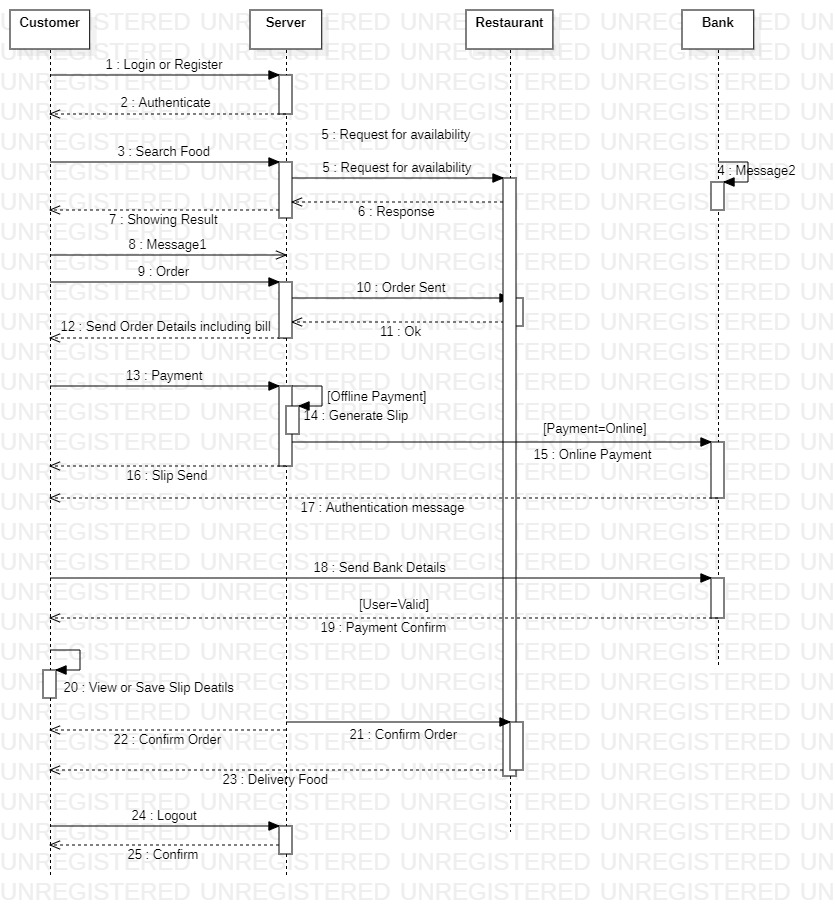 Customer
Server
Restaurant
Bank
1 : Login or Register
2 : Authenticate
5 : Request for availability
3 : Search Food
5 : Request for availability
4 : Message2
6 : Response
7 : Showing Result
8 : Message1
9 : Order
10 : Order Sent
12 : Send Order Details including bill
11 : Ok
13 : Payment
[Offline Payment]
14 : Generate Slip
[Payment=Online]
15 : Online Payment
16 : Slip Send
17 : Authentication message
18 : Send Bank Details
[User=Valid]
19 : Payment Confirm
20 : View or Save Slip Deatils
21 : Confirm Order
22 : Confirm Order
23 : Delivery Food
24 : Logout
25 : Confirm
UNREGISTERED